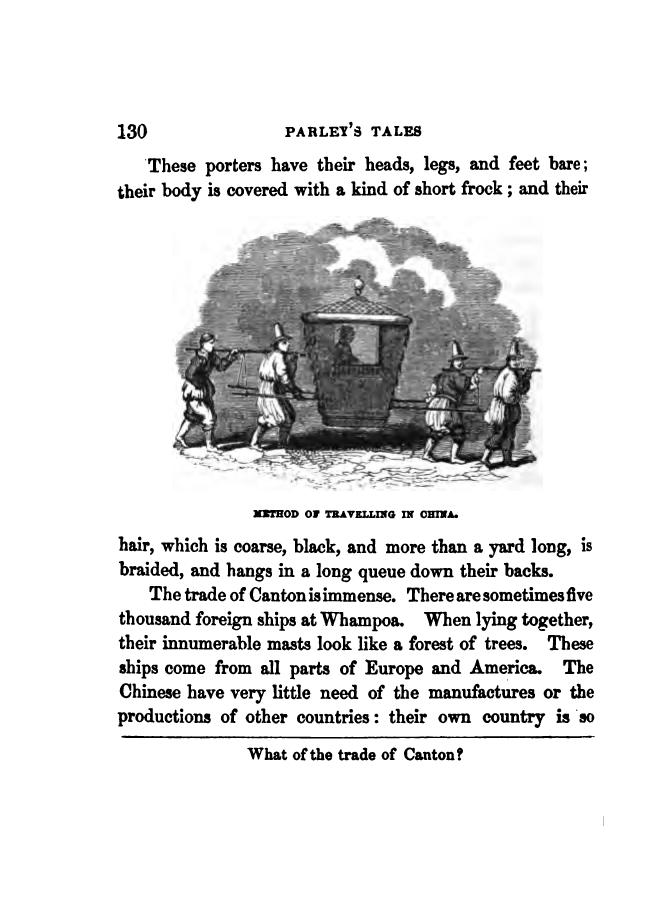 130 PARLEY'S TALES
These porters have their heads, legs, and feet bare;
their body is covered with a kind of short frock; and their
METHOD OF TRAVELLING IN CHINA.
hair, which is coarse, black, and more than a yard long, is
braided, and hangs in a long queue down their backs.
The trade of Canton is immense. There are sometimes five
thousand foreign ships at Whampoa. When lying together,
their innumerable masts look like a forest of trees. These
ships come from all parts of Europe and America. The
Chinese have very little need of the manufactures or the
productions of other countries: their own country is so
What of the trade of Canton?